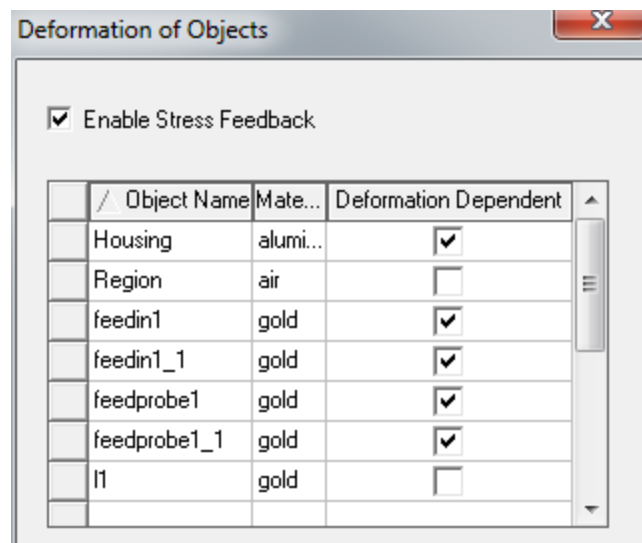 Deformation of Objects
Enable Stress Feedback
Object Name Mate... Deformation Dependent
Housing alumi...
Region air
feedin1 gold
feedin1_1 gold
feedprobe1 gold
feedprobe1_1 gold
l1 gold